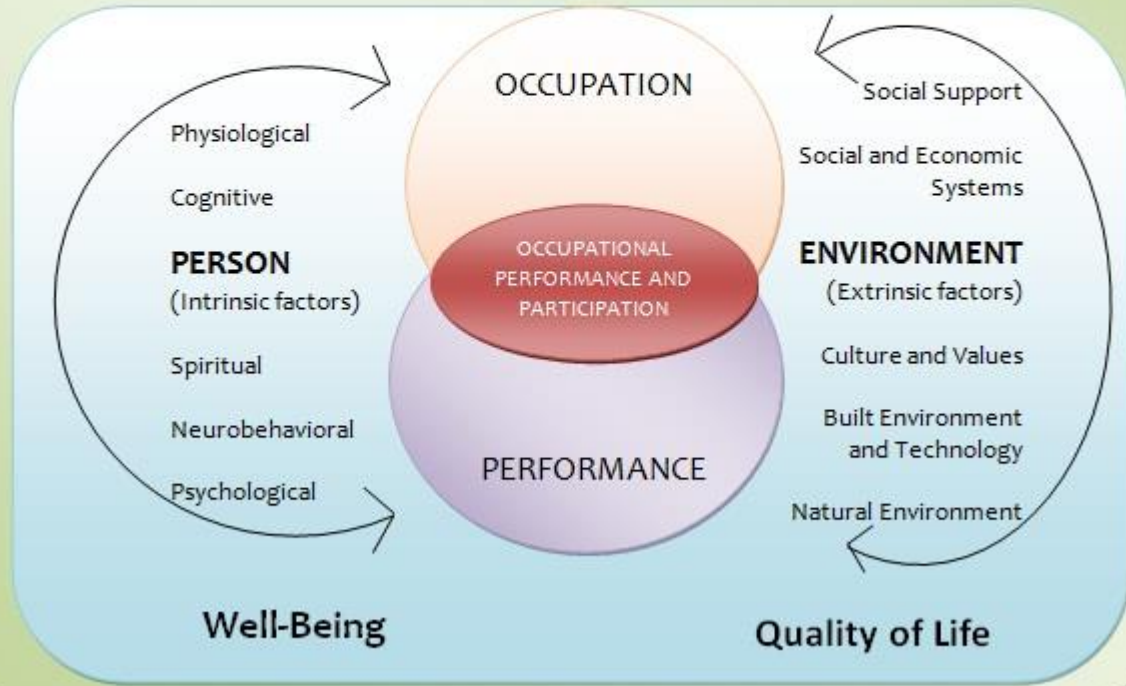 OCCUPATION
Physiological
Cognitive
PERSON
(Intrinsic factors)
Spiritual
Neurobehavioral
Psychological
OCCUPATIONAL
PERFORMANCE AND
PARTICIPATION
PERFORMANCE
Social Support
Social and Economic
Systems
ENVIRONMENT
(Extrinsic factors)
Culture and Values
Built Environment
and Technology
Natural Environment
Well-Being
Quality of Life